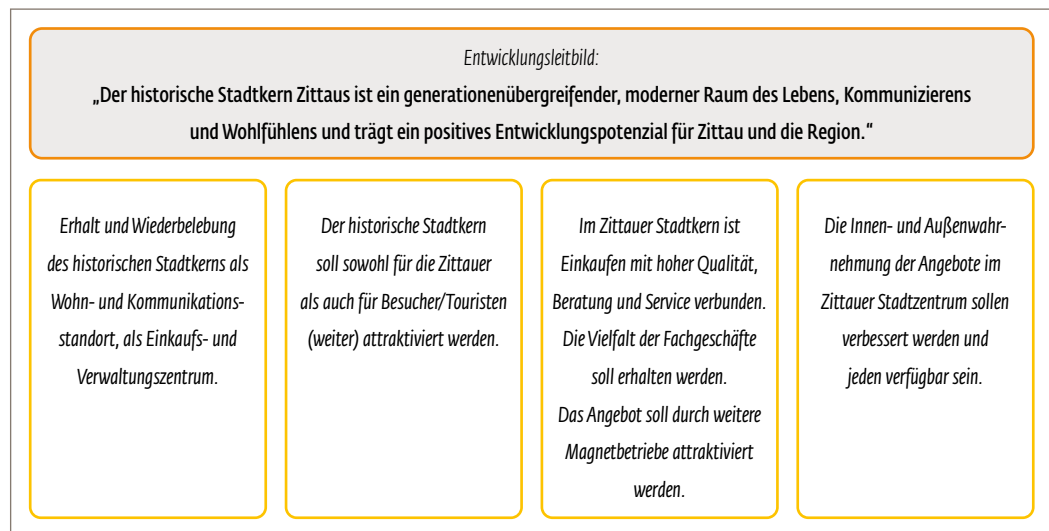 Entwicklungsleitbild:
„Der historische Stadtkern Zittaus ist ein generationenübergreifender, moderner Raum des Lebens, Kommunizierens
und Wohlfühlens und trägt ein positives Entwicklungspotenzial für Zittau und die Region.“
Erhalt und Wiederbelebung
des historischen Stadtkerns als
Wohn- und Kommunikations-
standort, als Einkaufs- und
Verwaltungszentrum.
Der historische Stadtkern
soll sowohl für die Zittauer
als auch für Besucher/Touristen
(weiter) attraktiviert werden.
Im Zittauer Stadtkern ist
Einkaufen mit hoher Qualität,
Beratung und Service verbunden.
Die Vielfalt der Fachgeschäfte
soll erhalten werden.
Das Angebot soll durch weitere
Magnetbetriebe attraktiviert
werden.
Die Innen- und Außenwahr-
nehmung der Angebote im
Zittauer Stadtzentrum sollen
verbessert werden und
jeden verfügbar sein.